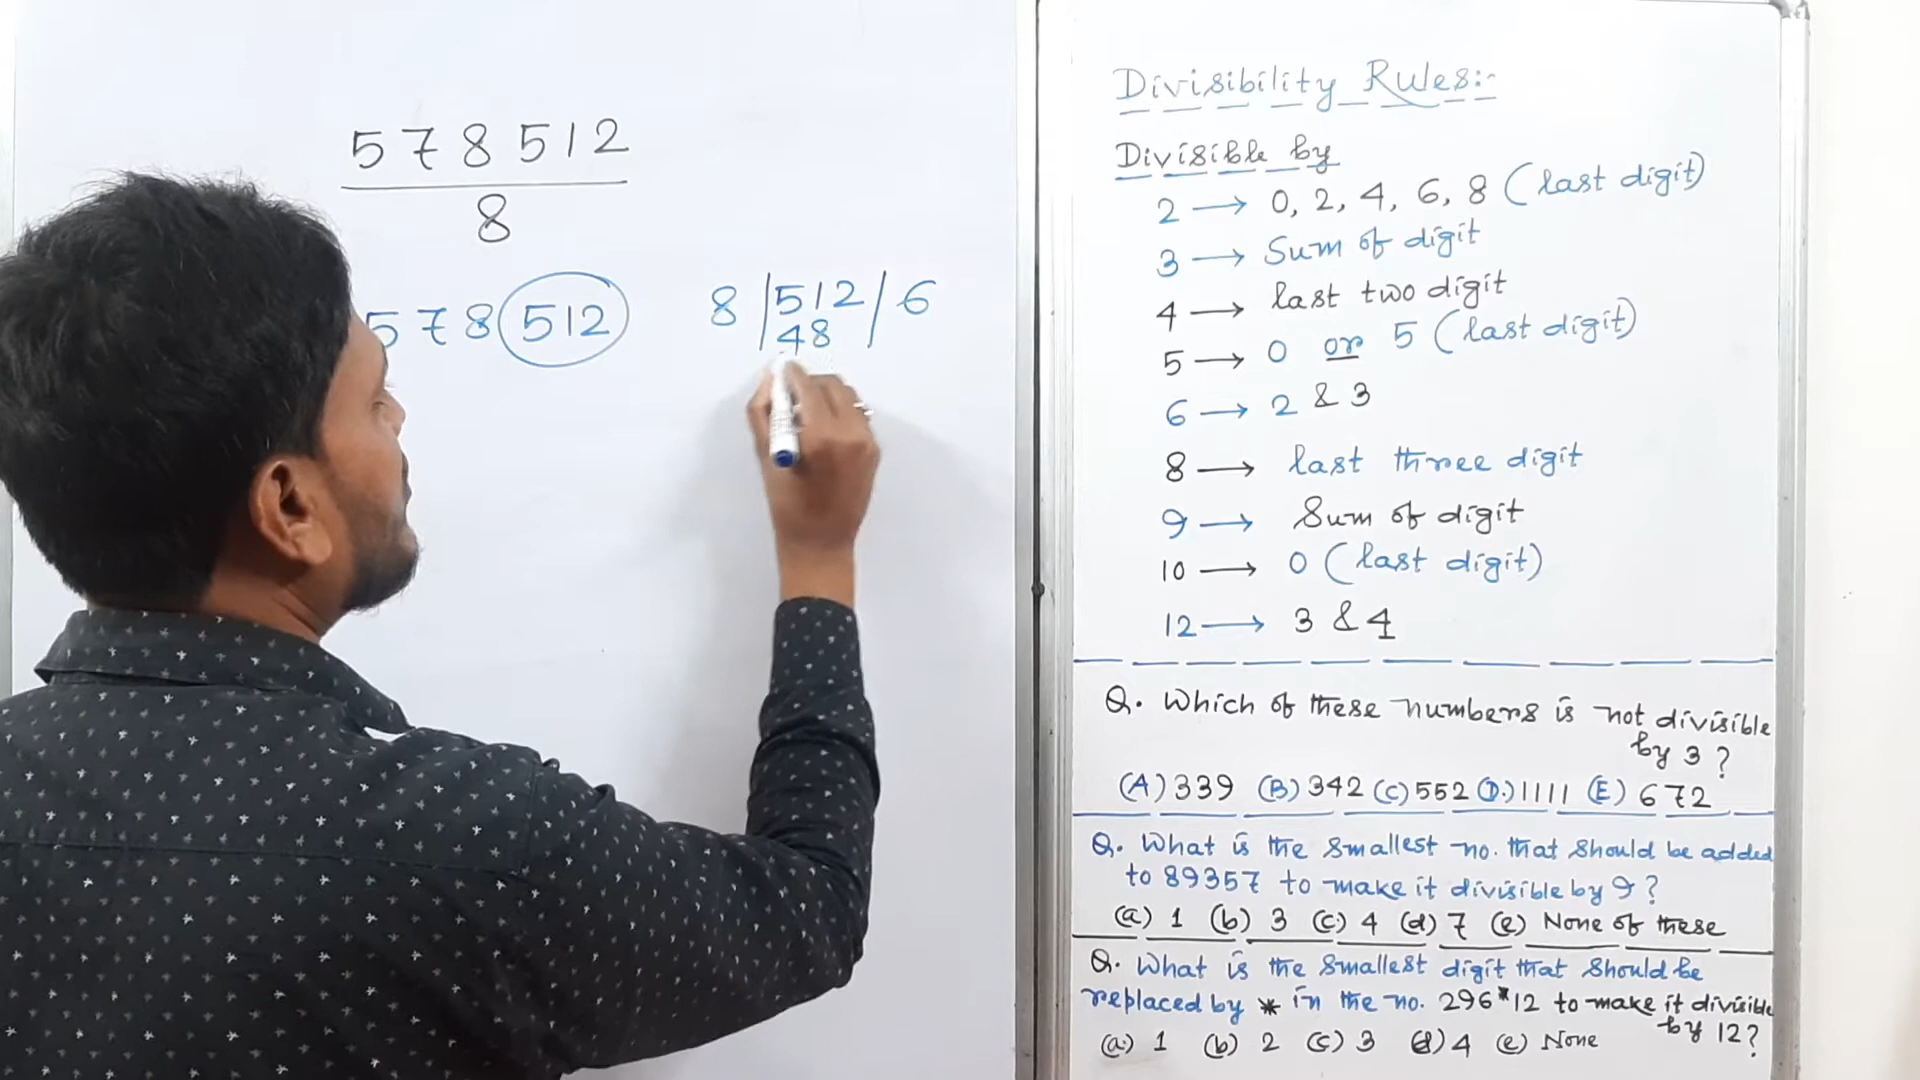 578512
8
578 512
8 | 512 | 6
48
Divisibility Rules:-
Divisible by
2 → 0, 2, 4, 6, 8 (last digit)
3 → Sum of digit
4 → last two digit
5 → 0 or 5 (last digit)
6 → 2 & 3
8 → last three digit
9 → Sum of digit
10 → 0 (last digit)
12 → 3 & 4
Q. Which of these numbers is not divisible
by 3 ?
(A) 339 (B) 342 (C) 552 (D.) 1111 (E) 672
Q. What is the smallest no. that should be added
to 89357 to make it divisible by 9 ?
(a) 1 (b) 3 (c) 4 (d) 7 (e) None of these
Q. What is the smallest digit that should be
replaced by * in the no. 296*12 to make it divisible
by 12?
(a) 1 (b) 2 (c) 3 (d) 4 (e) None